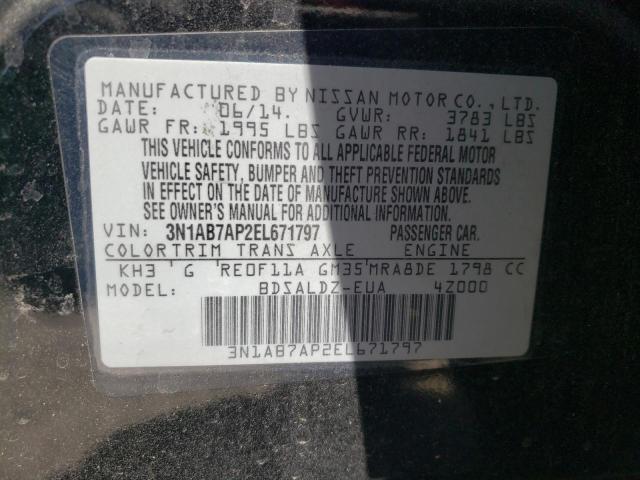 MANUFACTURED BY NISSAN MOTOR CO., LTD.
DATE: 06/14. GVWR: 3783 LBS
GAWR FR: 1995 LBS GAWR RR: 1841 LBS
THIS VEHICLE CONFORMS TO ALL APPLICABLE FEDERAL MOTOR
VEHICLE SAFETY, BUMPER AND THEFT PREVENTION STANDARDS
IN EFFECT ON THE DATE OF MANUFACTURE SHOWN ABOVE.
SEE OWNER'S MANUAL FOR ADDITIONAL INFORMATION.
VIN: 3N1AB7AP2EL671797 PASSENGER CAR.
COLORTRIM TRANS AXLE ENGINE
KH3 G RE0F11A GM35 MRA8DE 1798 CC
MODEL: BDSALDZ-EUA 4Z000
3N1AB7AP2EL671797